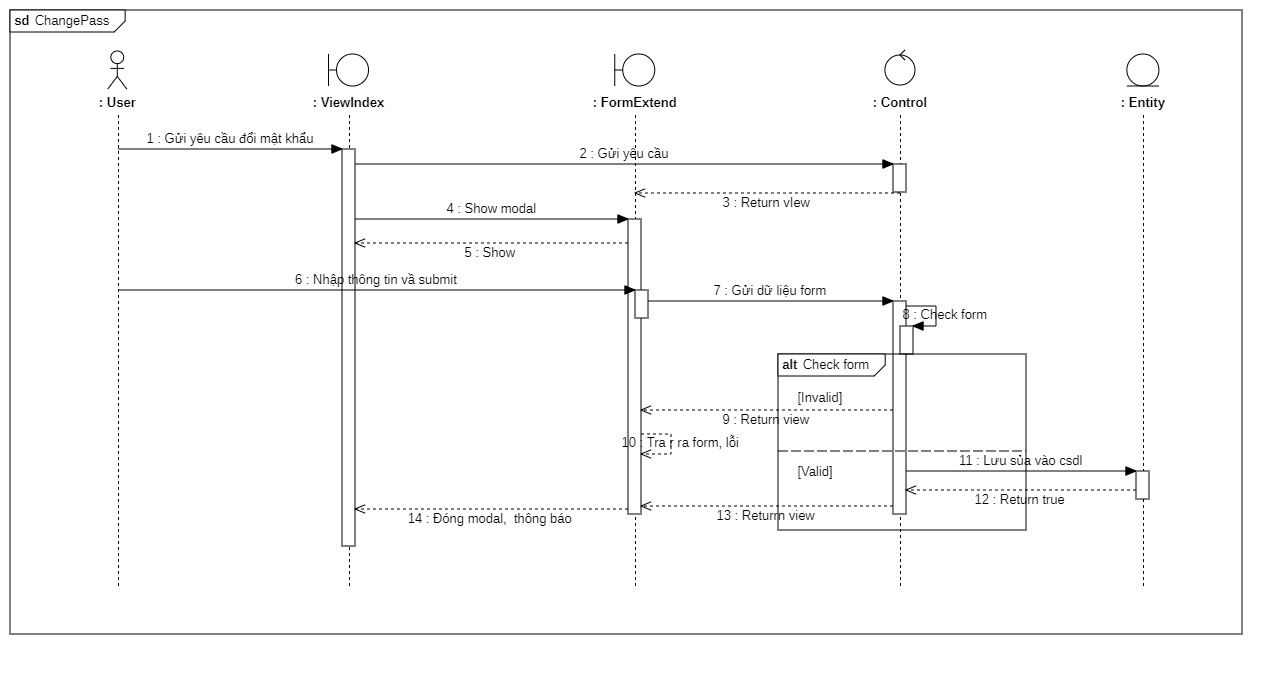 sd ChangePass
: User
: ViewIndex
: FormExtend
: Control
: Entity
1 : Gửi yêu cầu đổi mật khẩu
2 : Gửi yêu cầu
3 : Return vIew
4 : Show modal
5 : Show
6 : Nhập thông tin vầ submit
7 : Gửi dữ liệu form
8 : Check form
alt Check form
[Invalid]
9 : Return view
10 : Tra r ra form, lỗi
[Valid]
11 : Lưu sủa vào csdl
12 : Return true
13 : Return view
14 : Đóng modal, thông báo